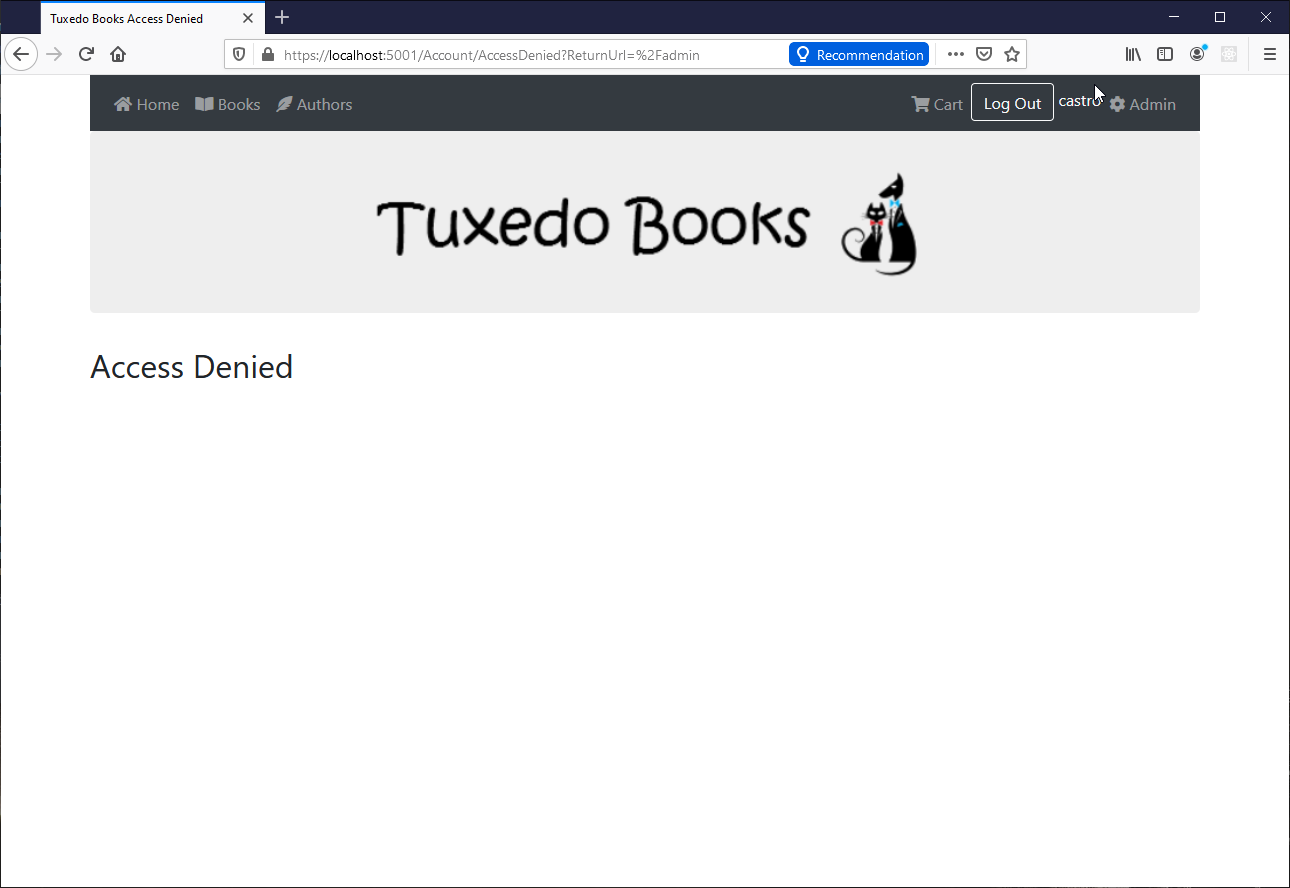 Tuxedo Books Access Denied
https://localhost:5001/Account/AccessDenied?ReturnUrl=%2Fadmin Recommendation
Home Books Authors Cart Log Out castro Admin
Tuxedo Books
Access Denied